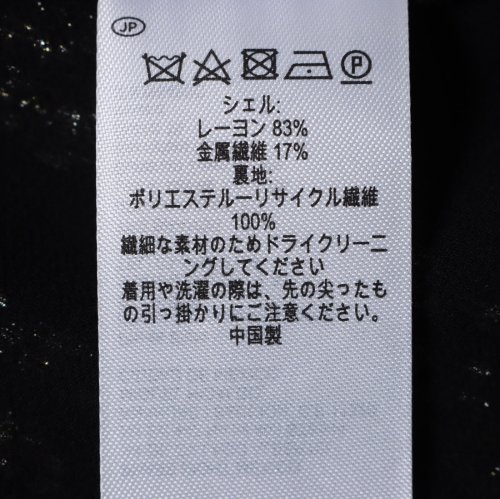 JP
P
シェル:
レーヨン 83%
金属繊維 17%
裏地:
ポリエステルーリサイクル繊維
100%
繊細な素材のためドライクリーニ
ングしてください
着用や洗濯の際は、先の尖ったも
の引っ掛かりにご注意ください。
中国製